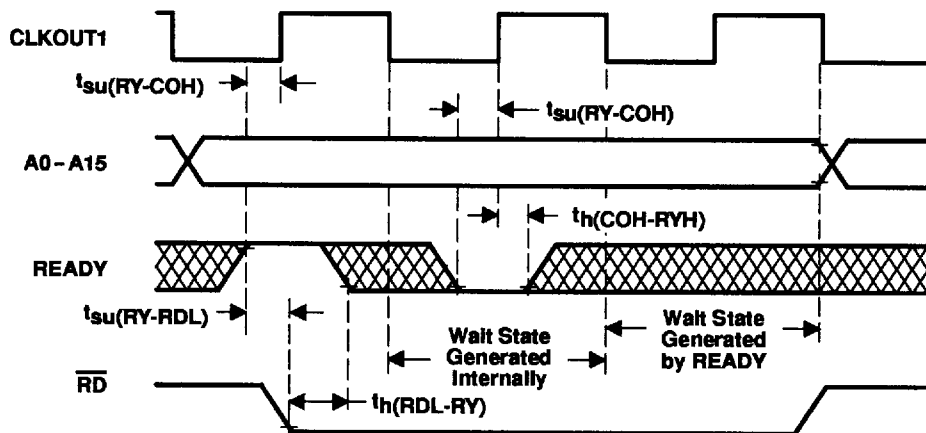 CLKOUT1
tsu(RY-COH)
tsu(RY-COH)
A0–A15
th(COH-RYH)
READY
tsu(RY-RDL)
Wait State
Generated
Internally
Wait State
Generated
by READY
RD
th(RDL-RY)